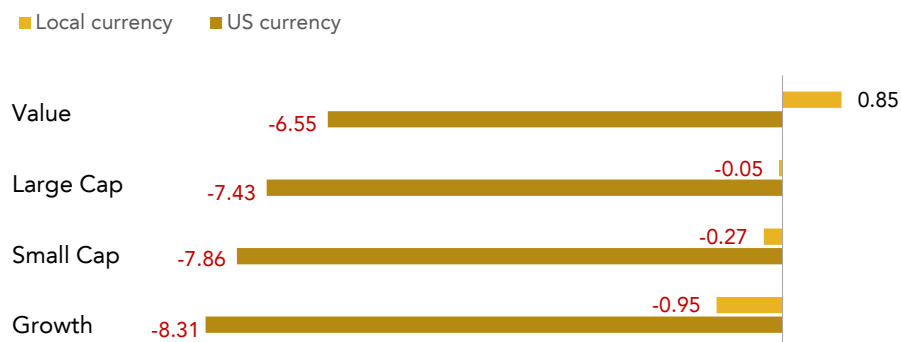 Local currency US currency
Value 0.85
-6.55
Large Cap -0.05
-7.43
Small Cap -0.27
-7.86
Growth -0.95
-8.31